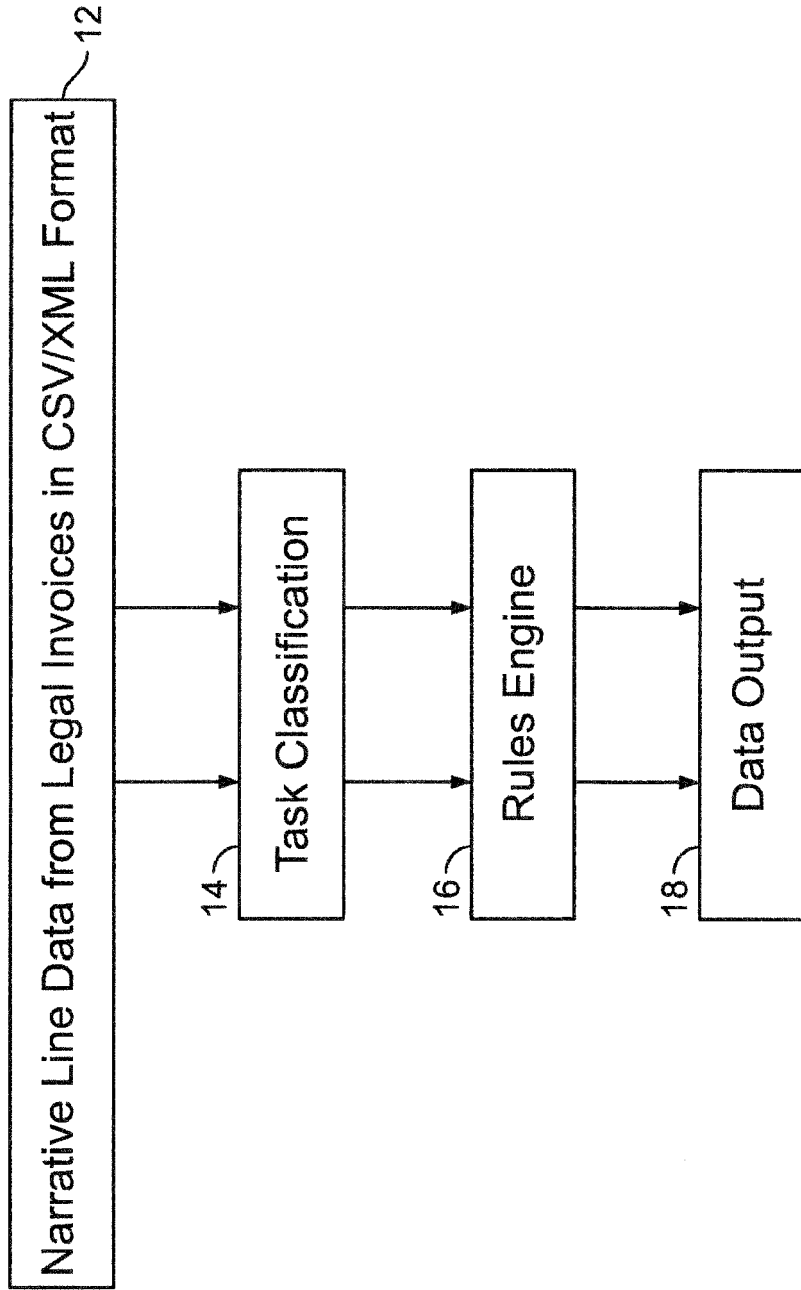 Narrative Line Data from Legal Invoices in CSV/XML Format
12
14
Task Classification
16
Rules Engine
18
Data Output